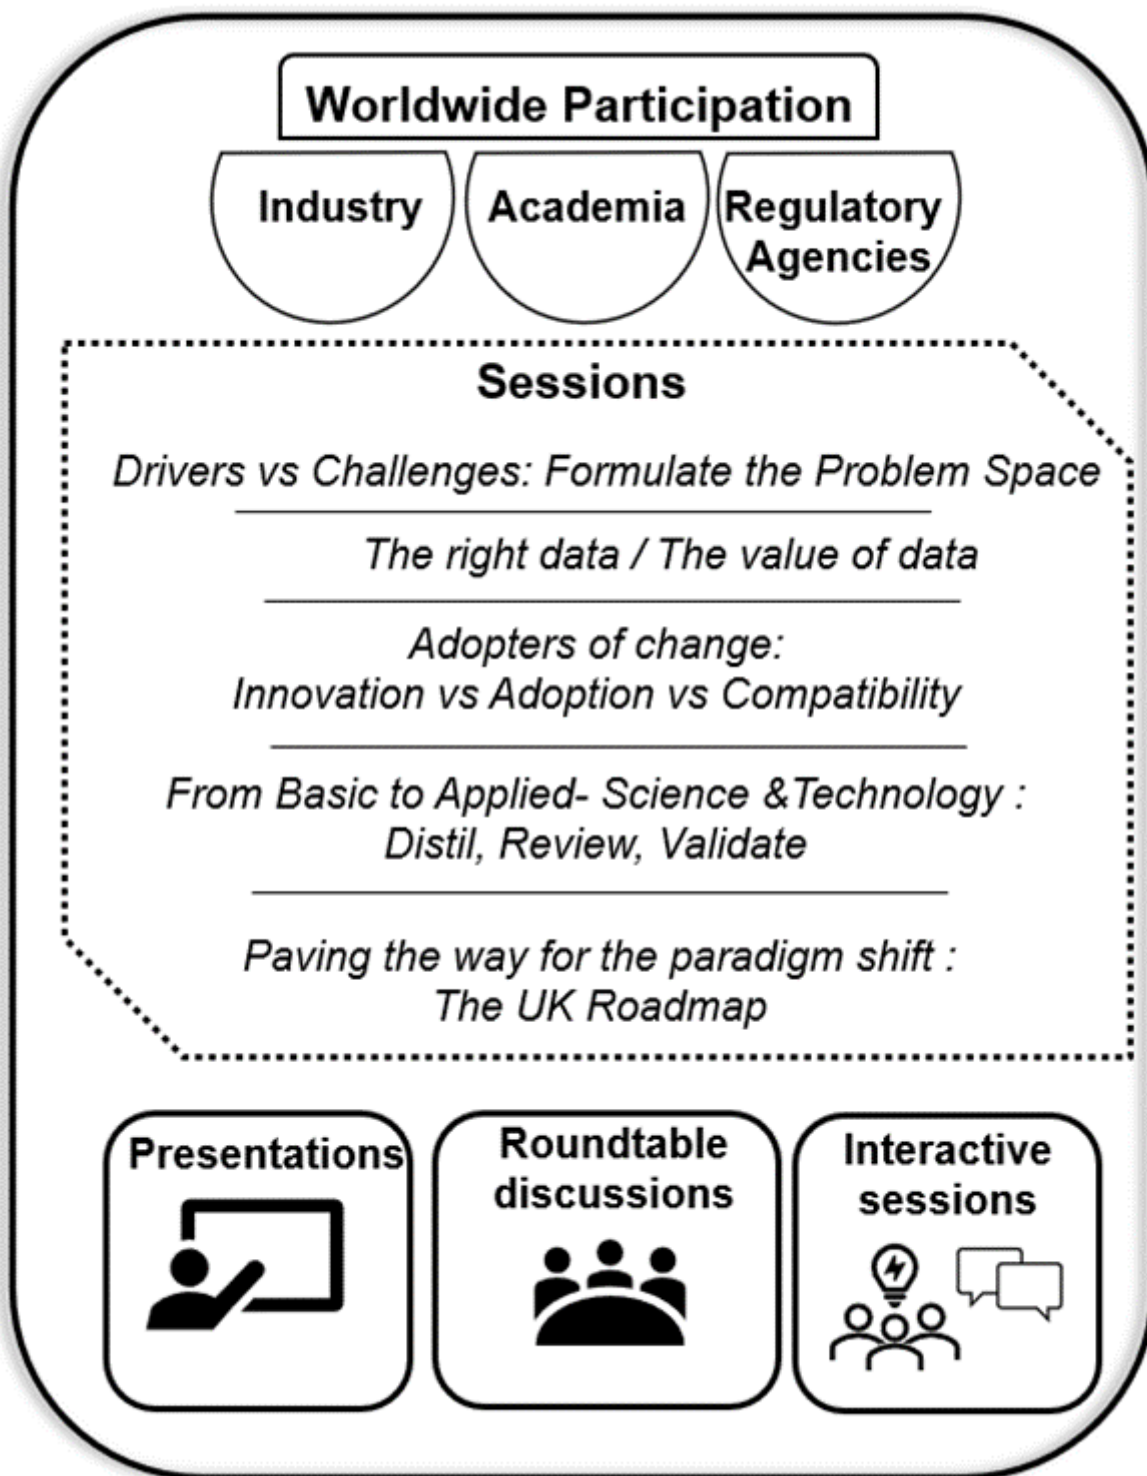 Worldwide Participation
Industry
Academia
Regulatory
Agencies
Sessions
Drivers vs Challenges: Formulate the Problem Space
The right data / The value of data
Adopters of change:
Innovation vs Adoption vs Compatibility
From Basic to Applied- Science &Technology :
Distil, Review, Validate
Paving the way for the paradigm shift :
The UK Roadmap
Presentations
Roundtable
discussions
Interactive
sessions